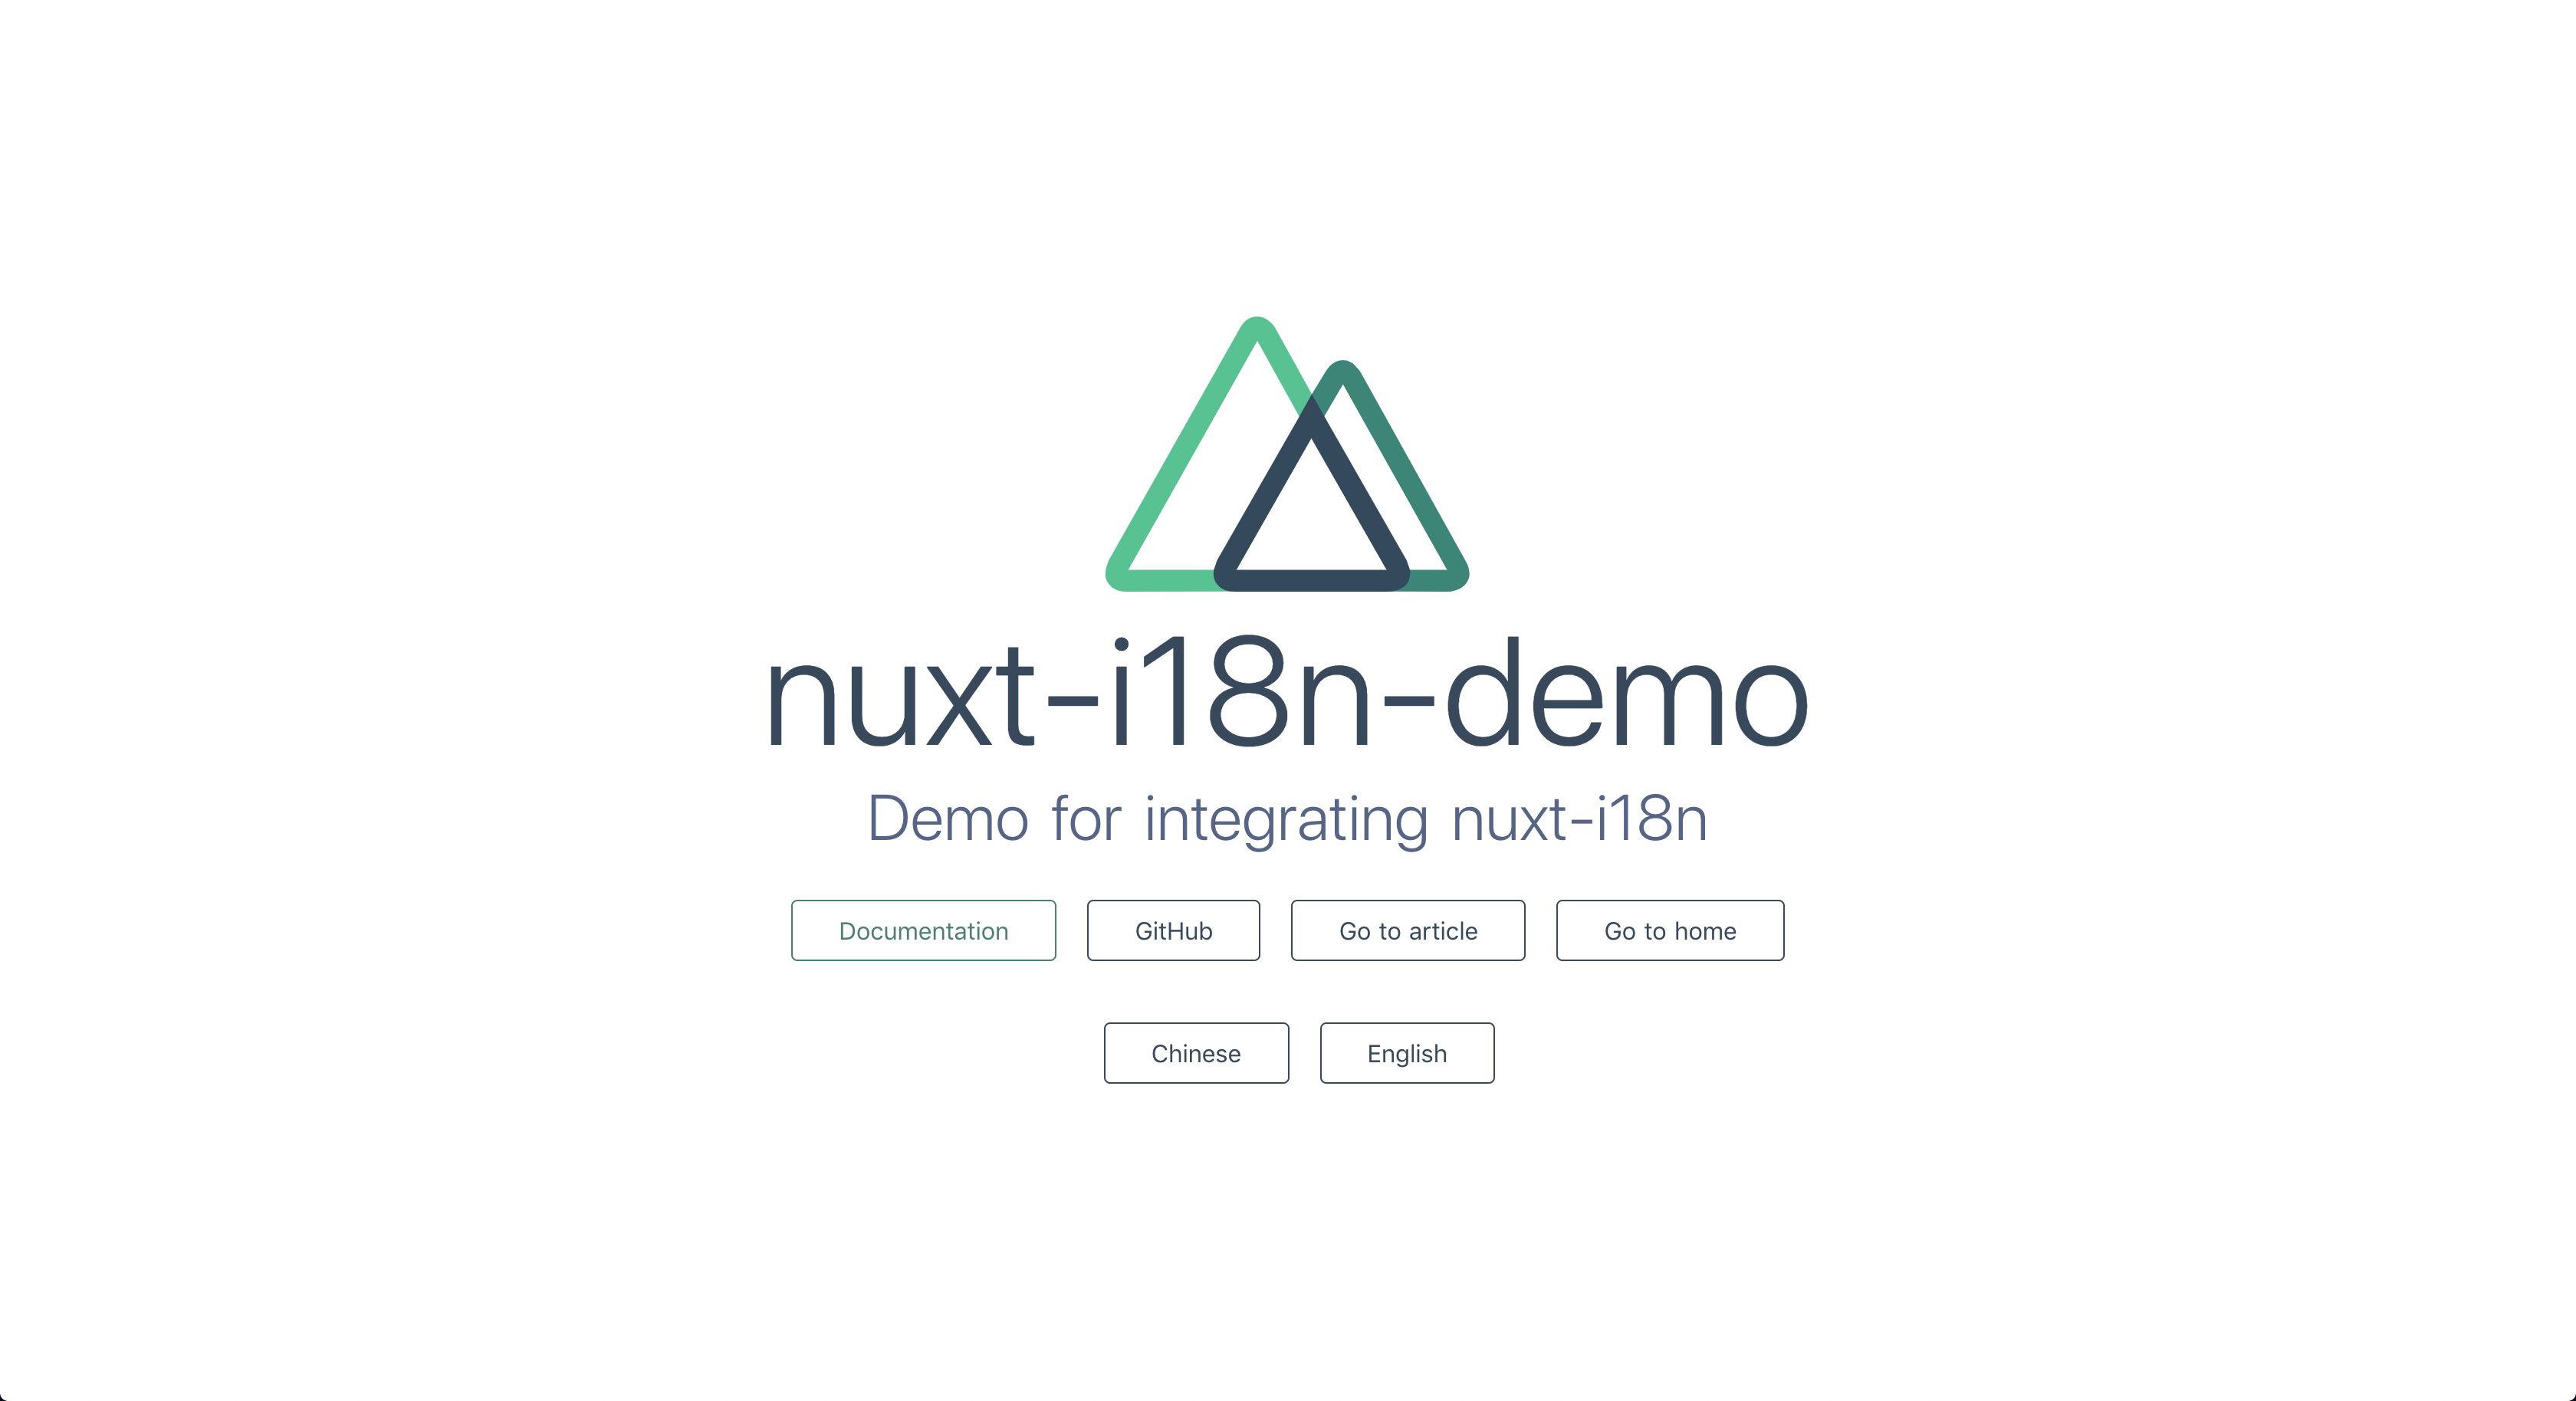 nuxt-i18n-demo
Demo for integrating nuxt-i18n
Documentation GitHub Go to article Go to home
Chinese English